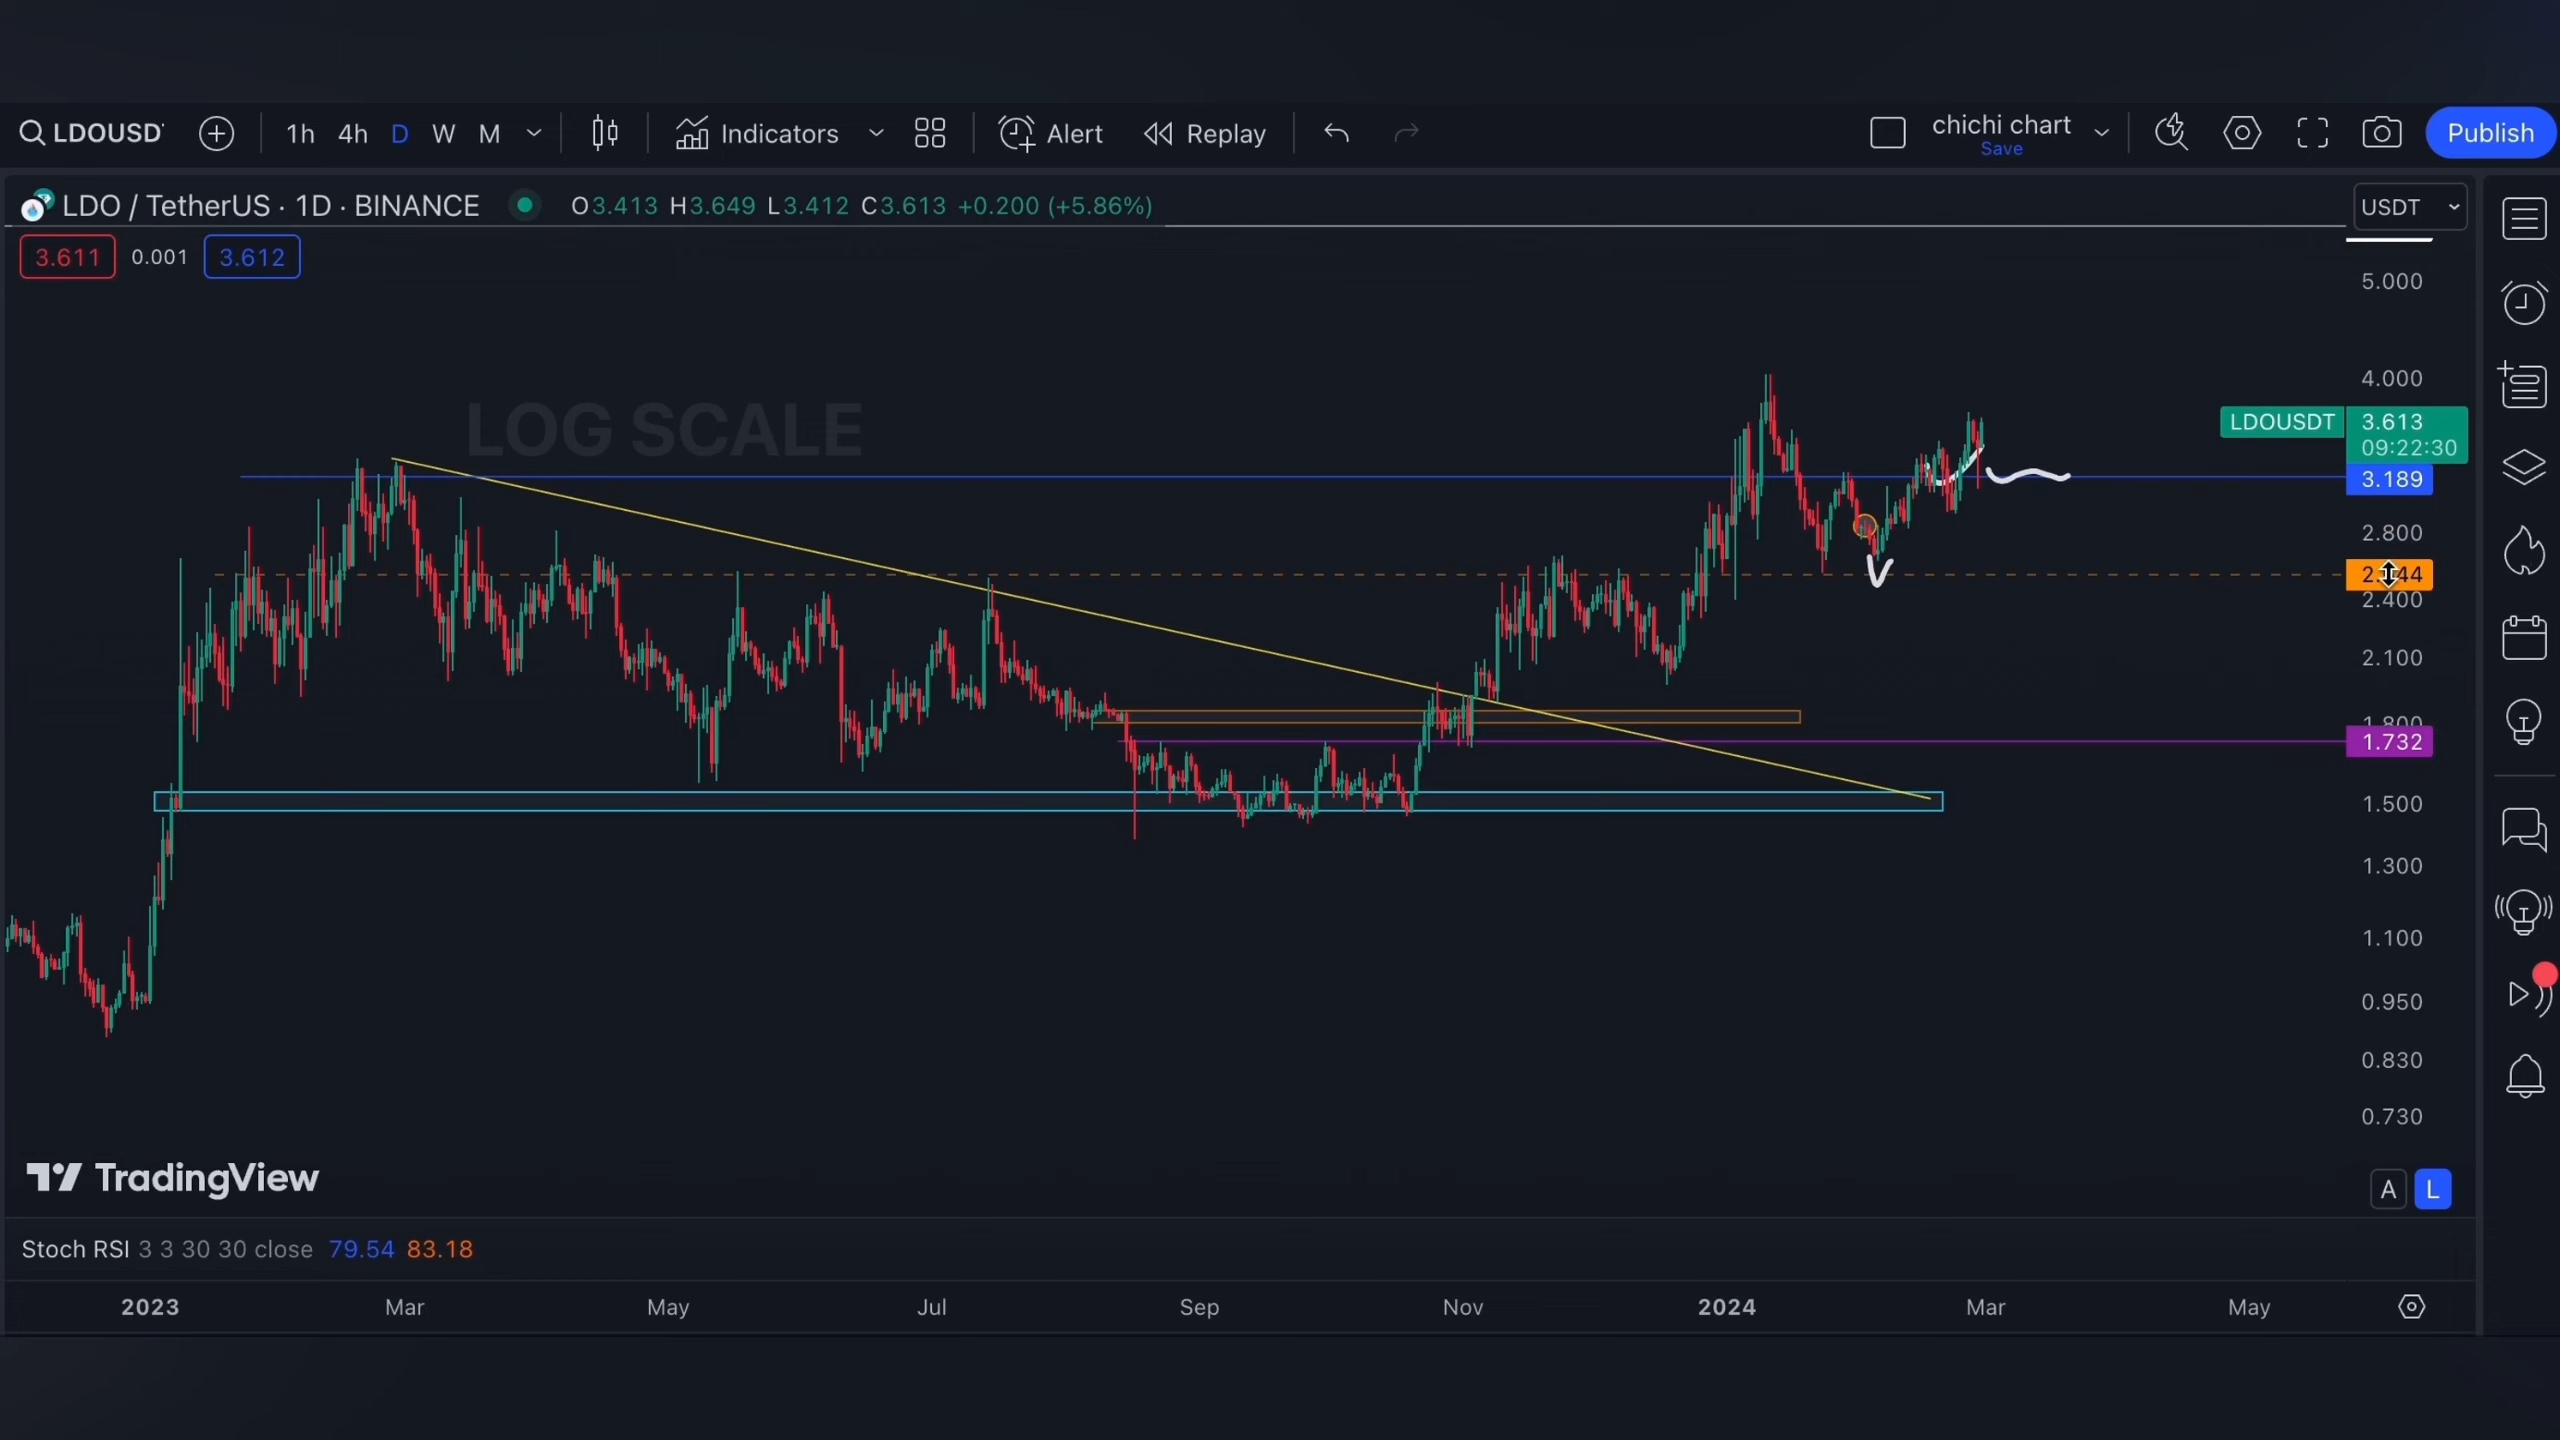 LDOUSD
1h 4h D W M Indicators Alert Replay chichi chart Publish
Save
LDO / TetherUS · 1D · BINANCE O3.413 H3.649 L3.412 C3.613 +0.200 (+5.86%) USDT
3.611 0.001 3.612
5.000
LOG SCALE
4.000
LDOUSDT 3.613
09:22:30
3.189
2.800
V
2.400
2.100
1.800
1.732
1.500
1.300
1.100
0.950
0.830
0.730
TradingView
A L
Stoch RSI 3 3 30 30 close 79.54 83.18
2023 Mar May Jul Sep Nov 2024 Mar May